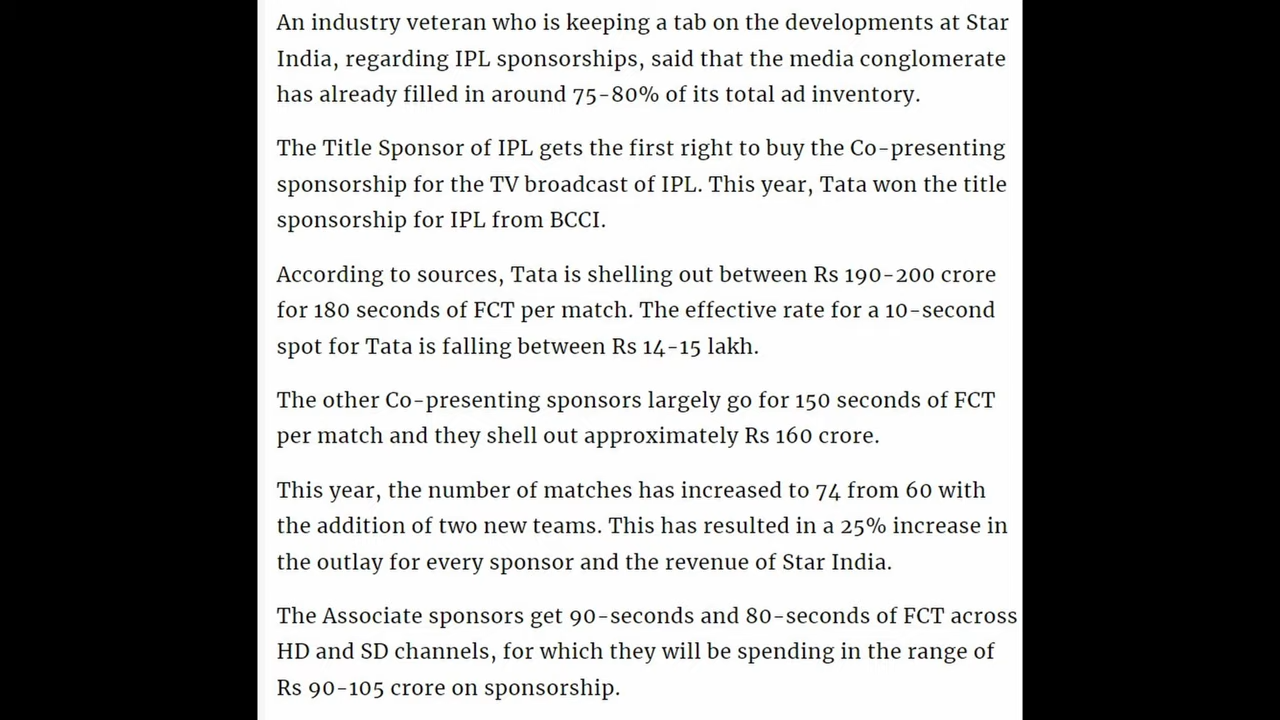 An industry veteran who is keeping a tab on the developments at Star
India, regarding IPL sponsorships, said that the media conglomerate
has already filled in around 75-80% of its total ad inventory.
The Title Sponsor of IPL gets the first right to buy the Co-presenting
sponsorship for the TV broadcast of IPL. This year, Tata won the title
sponsorship for IPL from BCCI.
According to sources, Tata is shelling out between Rs 190-200 crore
for 180 seconds of FCT per match. The effective rate for a 10-second
spot for Tata is falling between Rs 14-15 lakh.
The other Co-presenting sponsors largely go for 150 seconds of FCT
per match and they shell out approximately Rs 160 crore.
This year, the number of matches has increased to 74 from 60 with
the addition of two new teams. This has resulted in a 25% increase in
the outlay for every sponsor and the revenue of Star India.
The Associate sponsors get 90-seconds and 80-seconds of FCT across
HD and SD channels, for which they will be spending in the range of
Rs 90-105 crore on sponsorship.